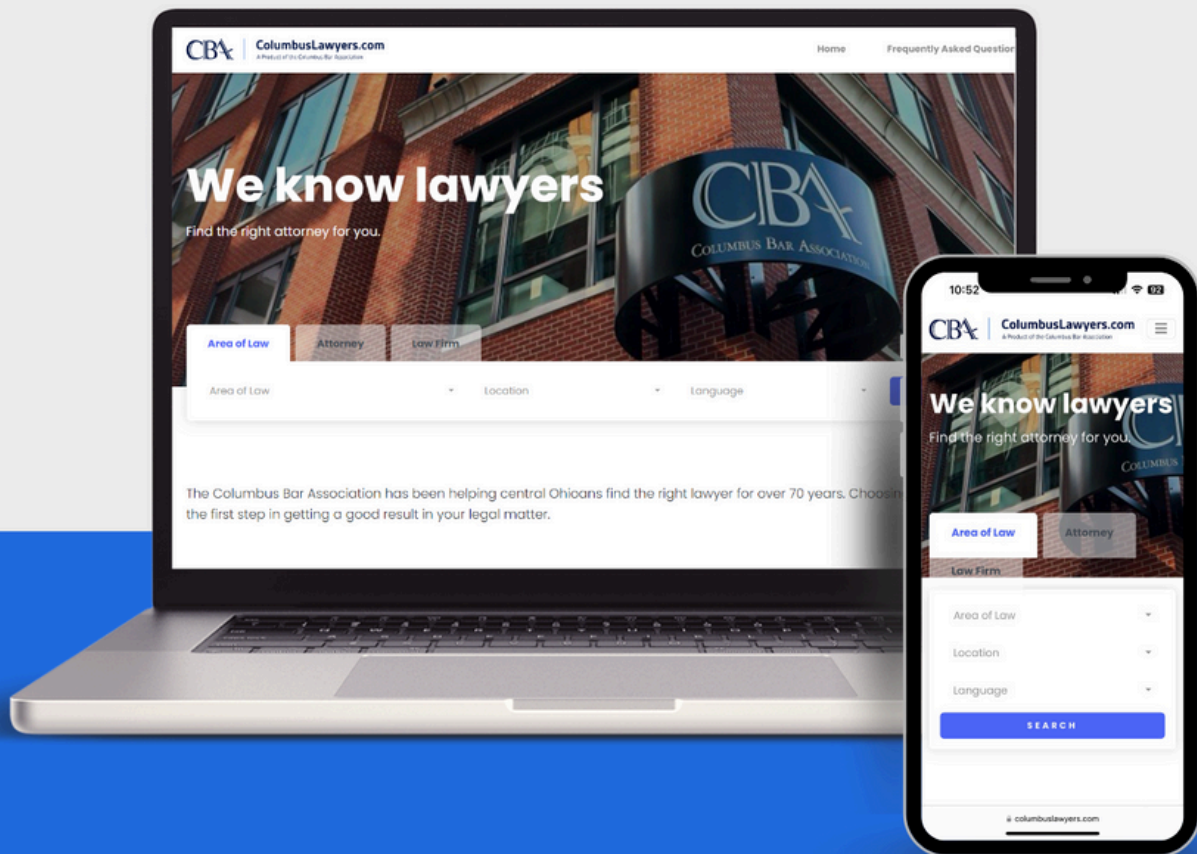 CBA
ColumbusLawyers.com
A Product of the Columbus Bar Association
Home Frequently Asked Question
We know lawyers
Find the right attorney for you.
CBA
COLUMBUS BAR ASSOCIATION
Area of Law Attorney Law Firm
Area of Law Location Language
The Columbus Bar Association has been helping central Ohioans find the right lawyer for over 70 years. Choosin
the first step in getting a good result in your legal matter.
10:52 92
CBA
ColumbusLawyers.com
A Product of the Columbus Bar Association
We know lawyers
Find the right attorney for you.
C
COLUMBUS
Area of Law Attorney
Law Firm
Area of Law
Location
Language
SEARCH
columbuslawyers.com